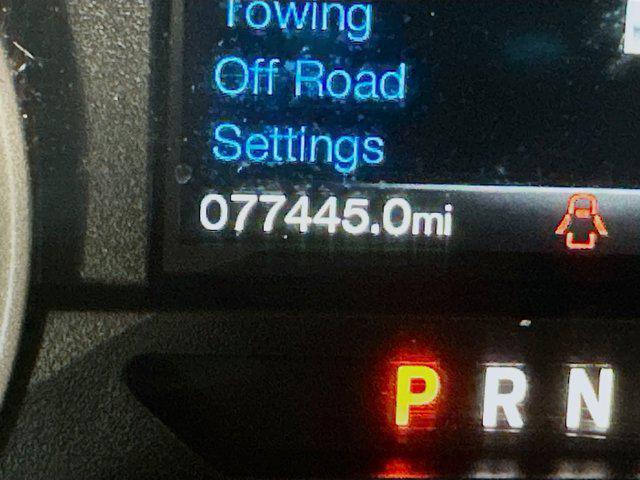 Towing
Off Road
Settings
077445.0mi
P R N